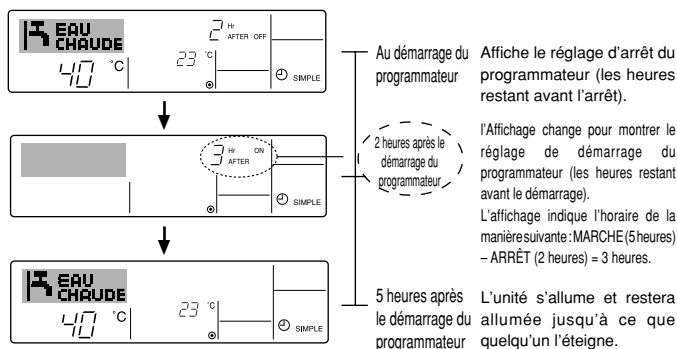 EAU
CHAUDE
2 Hr
AFTER OFF
40 °C
23 °C
SIMPLE
Au démarrage du
programmateur
Affiche le réglage d'arrêt du
programmateur (les heures
restant avant l'arrêt).
3 Hr ON
AFTER
SIMPLE
2 heures après le
démarrage du
programmateur
l'Affichage change pour montrer le
réglage de démarrage du
programmateur (les heures restant
avant le démarrage).
L'affichage indique l'horaire de la
manière suivante : MARCHE (5 heures)
– ARRÊT (2 heures) = 3 heures.
EAU
CHAUDE
40 °C
23 °C
SIMPLE
5 heures après
le démarrage du
programmateur
L'unité s'allume et restera
allumée jusqu'à ce que
quelqu'un l'éteigne.